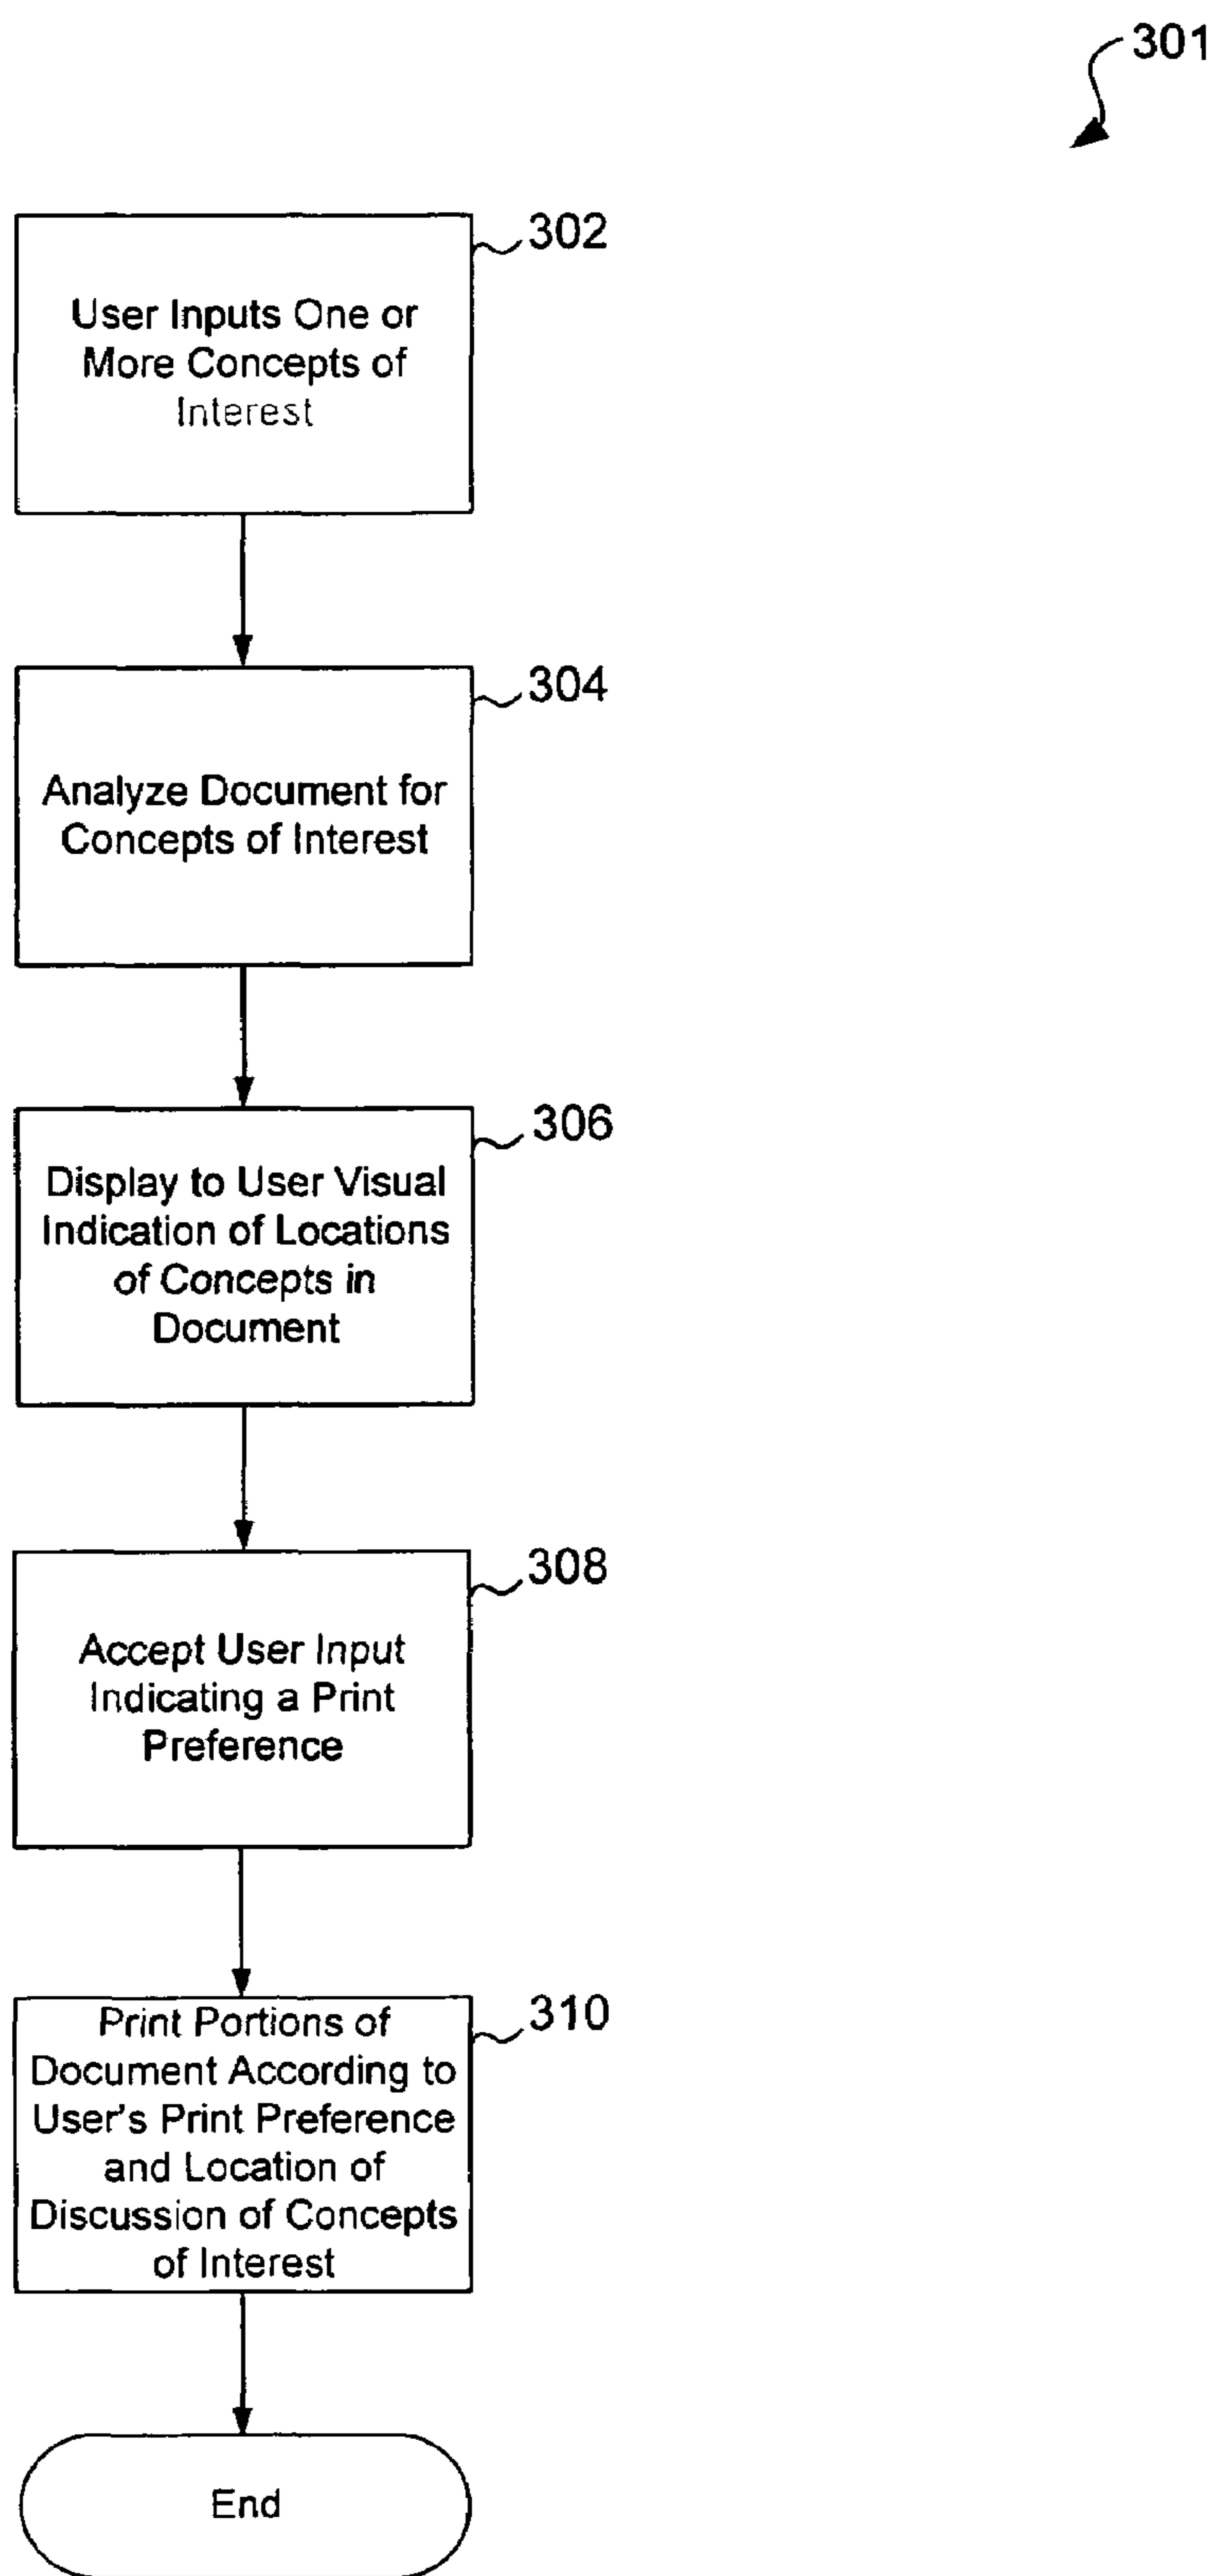 301
302
User Inputs One or
More Concepts of
Interest
304
Analyze Document for
Concepts of Interest
306
Display to User Visual
Indication of Locations
of Concepts in
Document
308
Accept User Input
Indicating a Print
Preference
310
Print Portions of
Document According to
User's Print Preference
and Location of
Discussion of Concepts
of Interest
End